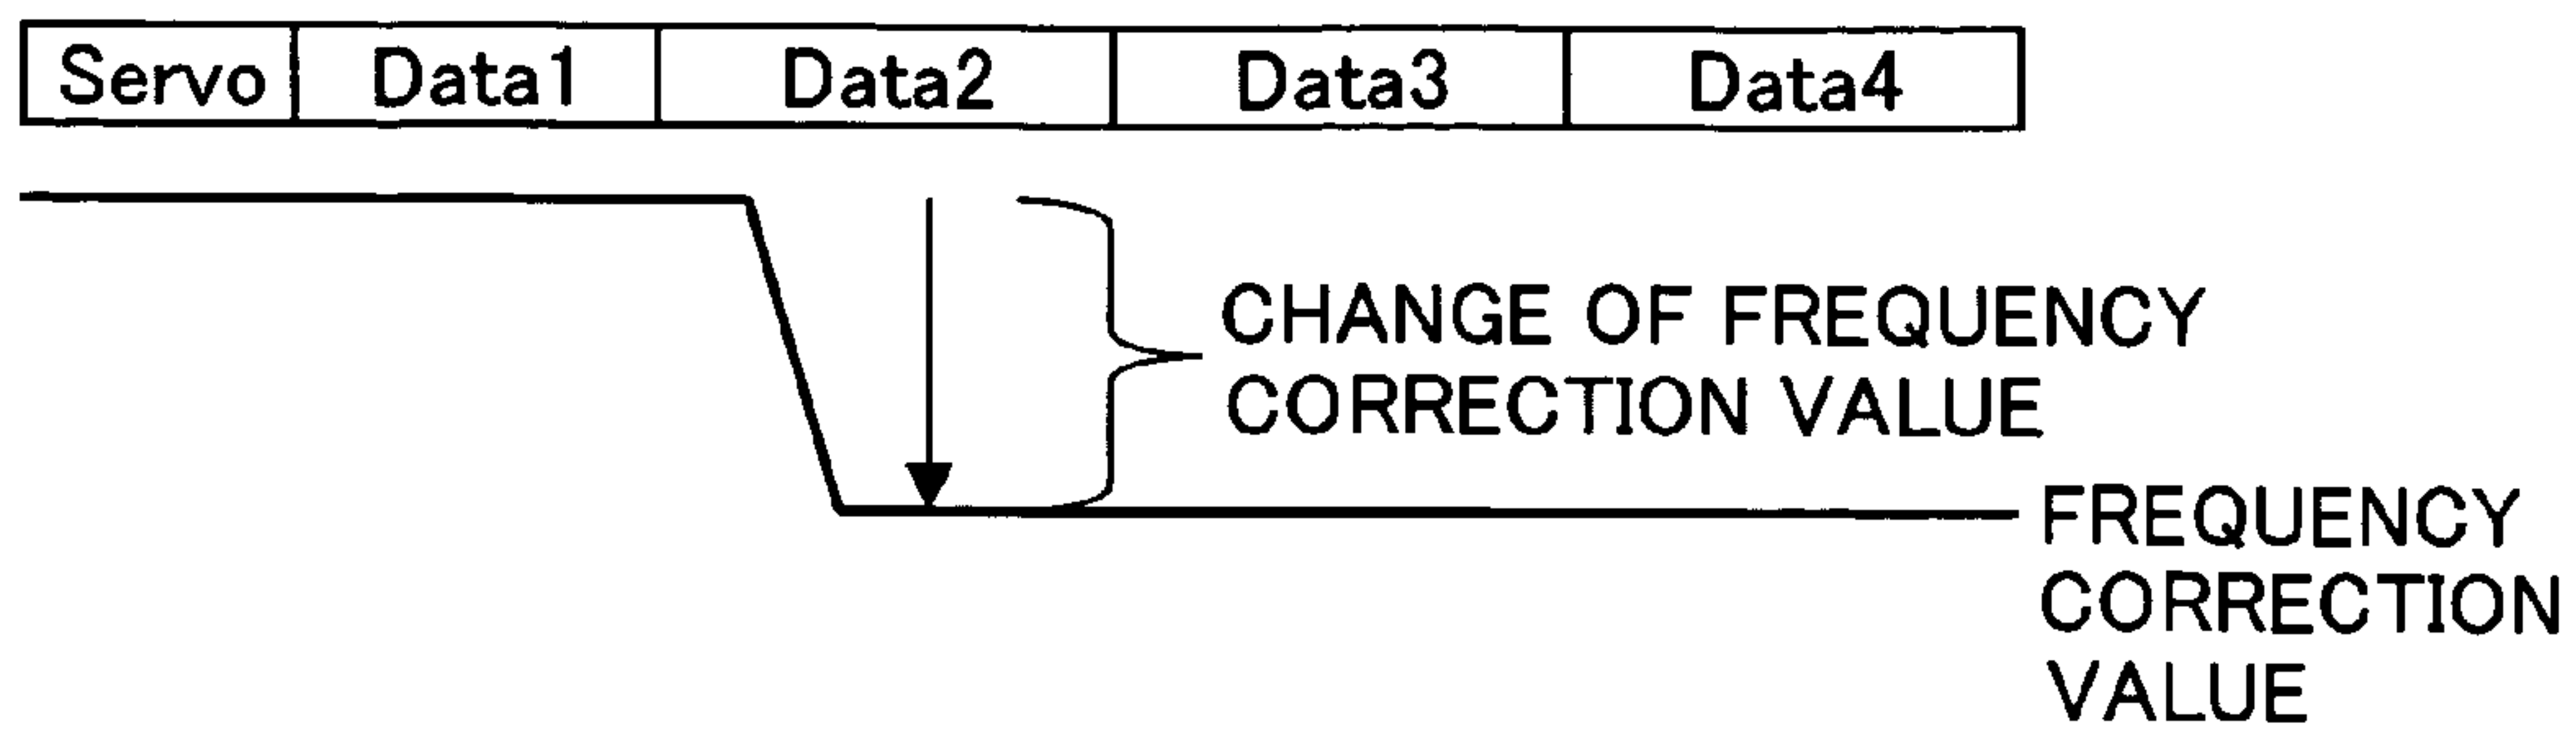 Servo Data1 Data2 Data3 Data4
CHANGE OF FREQUENCY
CORRECTION VALUE
FREQUENCY
CORRECTION
VALUE